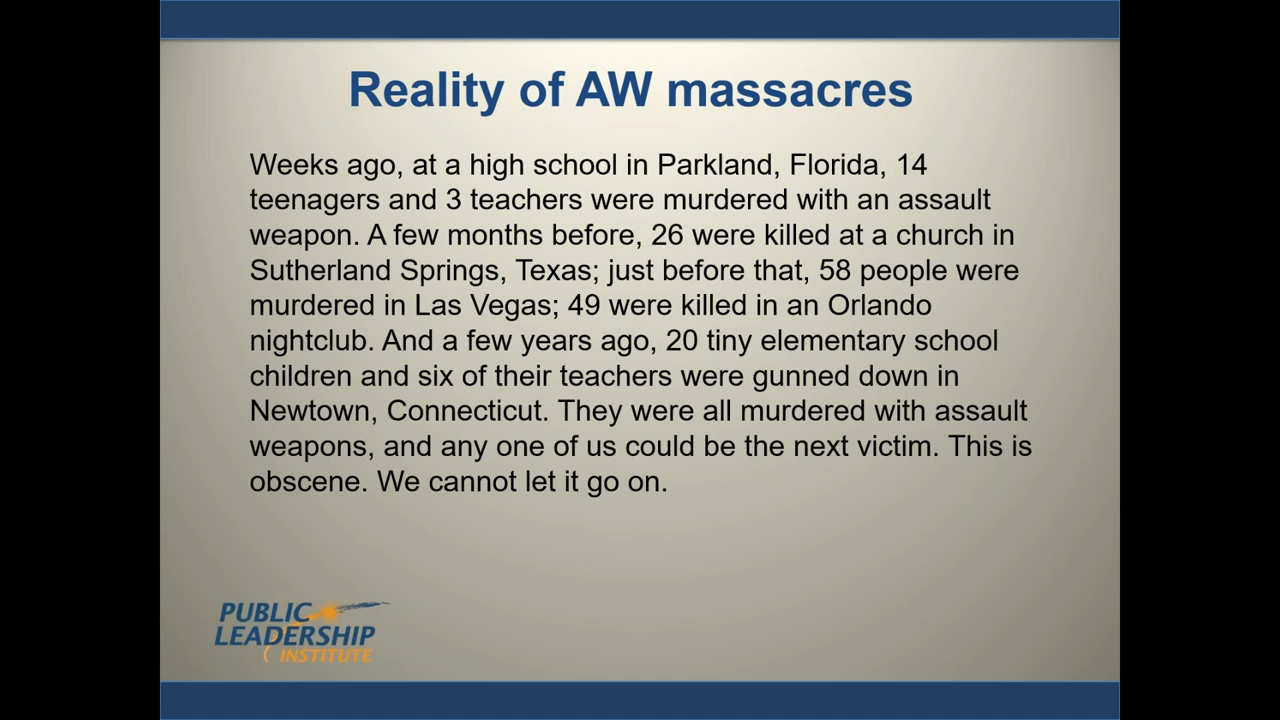 Reality of AW massacres
Weeks ago, at a high school in Parkland, Florida, 14
teenagers and 3 teachers were murdered with an assault
weapon. A few months before, 26 were killed at a church in
Sutherland Springs, Texas; just before that, 58 people were
murdered in Las Vegas; 49 were killed in an Orlando
nightclub. And a few years ago, 20 tiny elementary school
children and six of their teachers were gunned down in
Newtown, Connecticut. They were all murdered with assault
weapons, and any one of us could be the next victim. This is
obscene. We cannot let it go on.
PUBLIC
LEADERSHIP
INSTITUTE